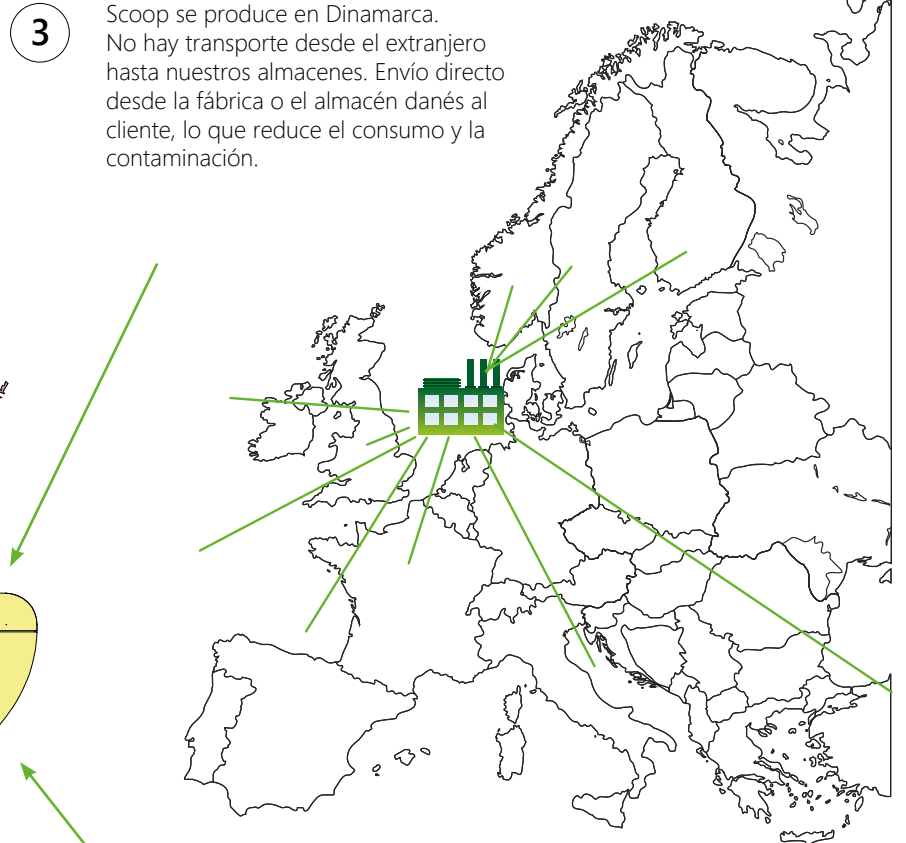 3
Scoop se produce en Dinamarca.
No hay transporte desde el extranjero
hasta nuestros almacenes. Envío directo
desde la fábrica o el almacén danés al
cliente, lo que reduce el consumo y la
contaminación.